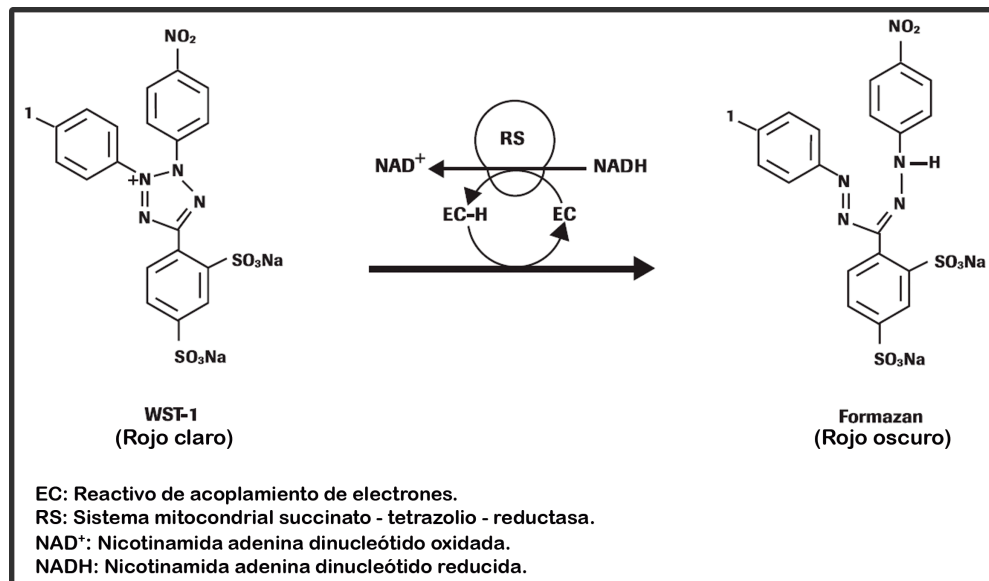 NO₂
NO₂
1
1
RS
NAD⁺
NADH
N
+
N
N
N
N
N
N
N–H
N
EC-H
EC
SO₃Na
SO₃Na
SO₃Na
SO₃Na
WST-1
(Rojo claro)
Formazan
(Rojo oscuro)
EC: Reactivo de acoplamiento de electrones.
RS: Sistema mitocondrial succinato - tetrazolio - reductasa.
NAD⁺: Nicotinamida adenina dinucleótido oxidada.
NADH: Nicotinamida adenina dinucleótido reducida.